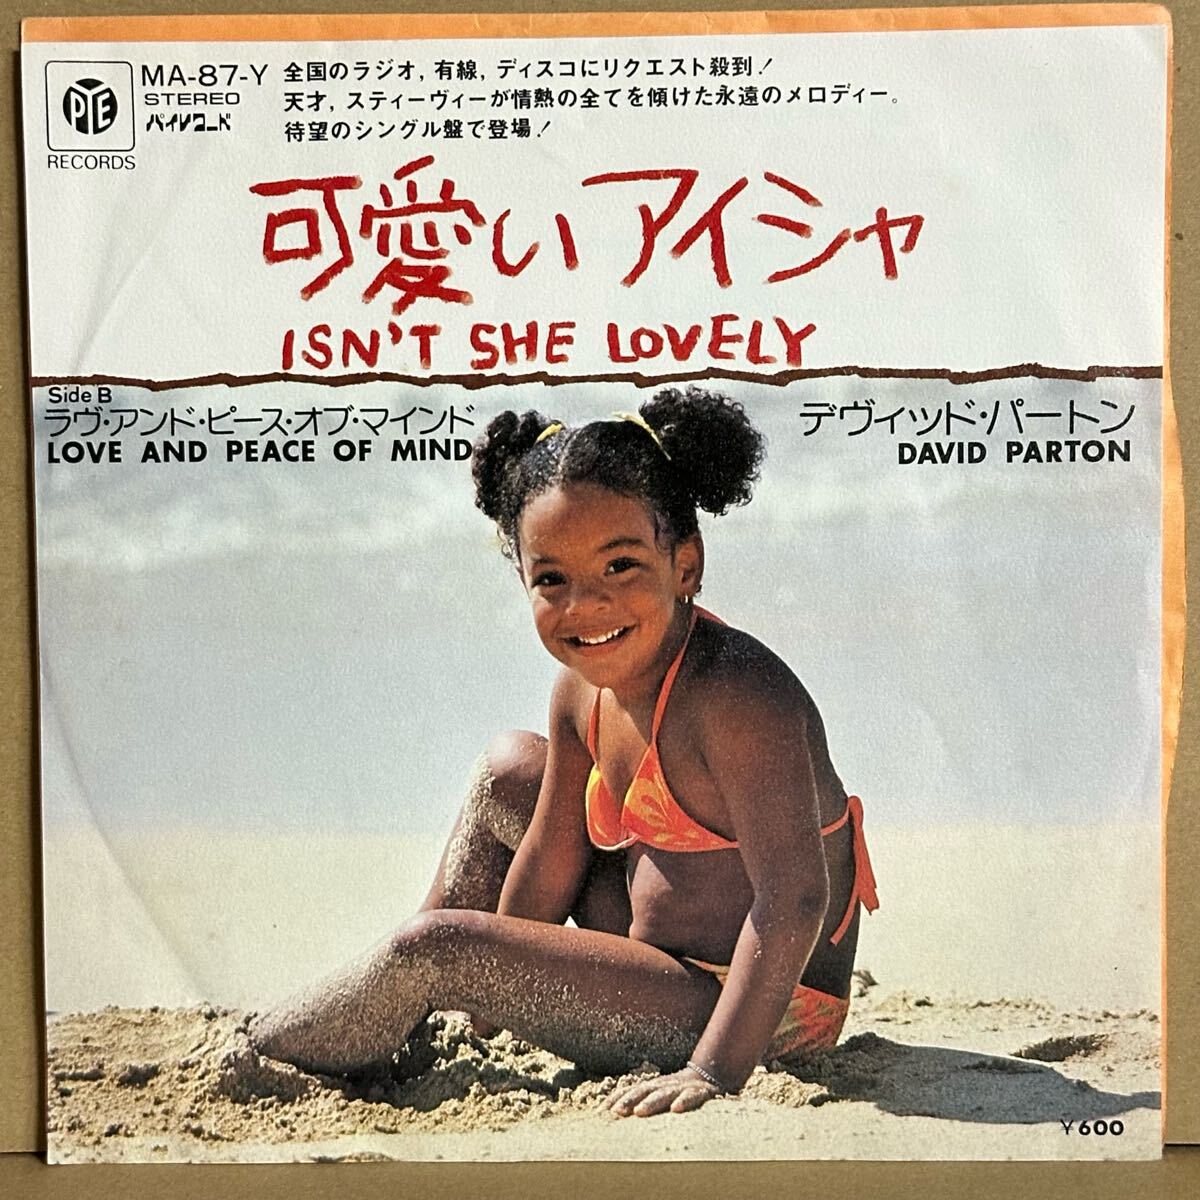 PYE
RECORDS
MA-87-Y
STEREO
パイレコード
全国のラジオ, 有線, ディスコにリクエスト殺到!
天才, スティーヴィーが情熱の全てを傾けた永遠のメロディー。
待望のシングル盤で登場!
可愛いアイシャ
ISN'T SHE LOVELY
Side B
ラヴ・アンド・ピース・オブ・マインド
LOVE AND PEACE OF MIND
デヴィッド・パートン
DAVID PARTON
¥600